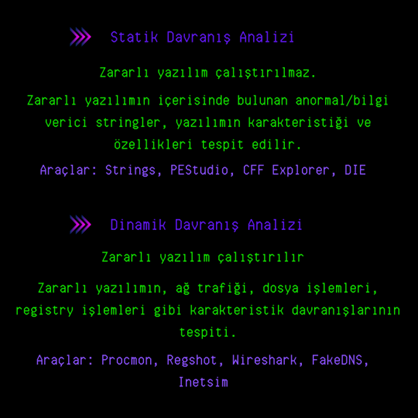 Statik Davranış Analizi
Zararlı yazılım çalıştırılmaz.
Zararlı yazılımın içerisinde bulunan anormal/bilgi
verici stringler, yazılımın karakteristiği ve
özellikleri tespit edilir.
Araçlar: Strings, PEStudio, CFF Explorer, DIE
Dinamik Davranış Analizi
Zararlı yazılım çalıştırılır
Zararlı yazılımın, ağ trafiği, dosya işlemleri,
registry işlemleri gibi karakteristik davranışlarının
tespiti.
Araçlar: Procmon, Regshot, Wireshark, FakeDNS,
Inetsim